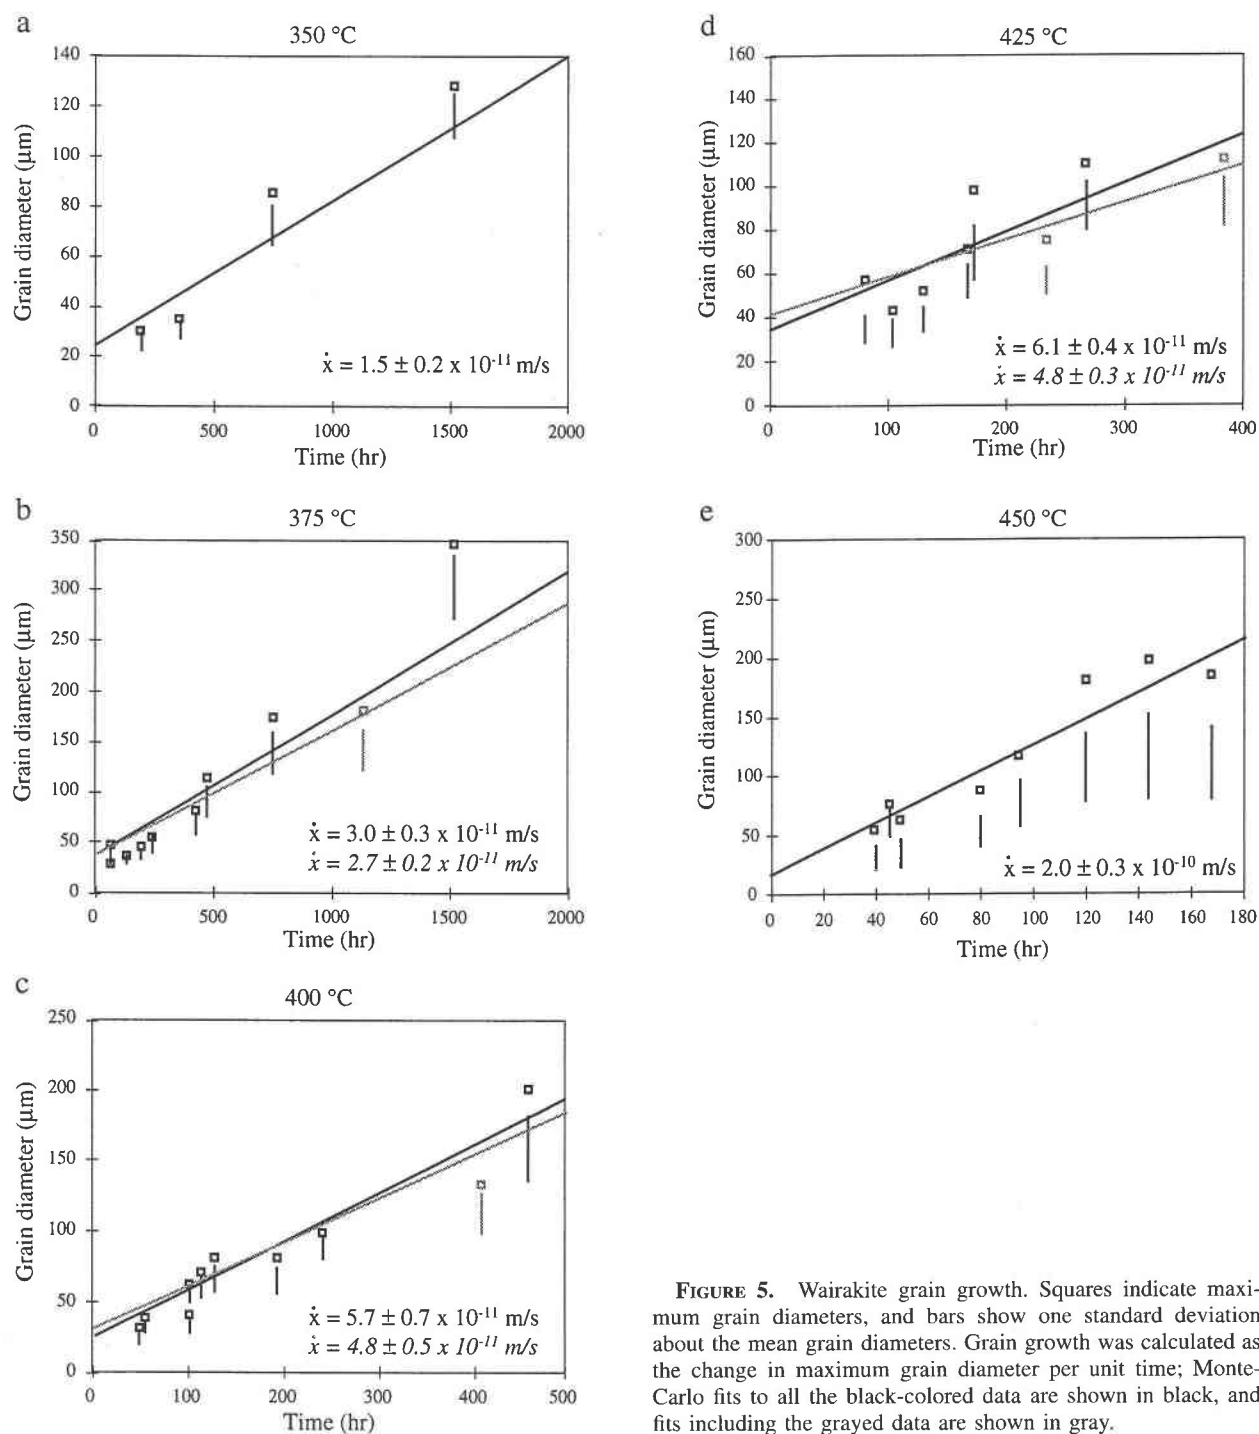 a
350 °C
140
120
100
80
60
40
20
0
Grain diameter (μm)
ẋ = 1.5 ± 0.2 x 10⁻¹¹ m/s
0 500 1000 1500 2000
Time (hr)
b
375 °C
350
300
250
200
150
100
50
0
Grain diameter (μm)
ẋ = 3.0 ± 0.3 x 10⁻¹¹ m/s
ẋ = 2.7 ± 0.2 x 10⁻¹¹ m/s
0 500 1000 1500 2000
Time (hr)
c
400 °C
250
200
150
100
50
0
Grain diameter (μm)
ẋ = 5.7 ± 0.7 x 10⁻¹¹ m/s
ẋ = 4.8 ± 0.5 x 10⁻¹¹ m/s
0 100 200 300 400 500
Time (hr)
d
425 °C
160
140
120
100
80
60
40
20
0
Grain diameter (μm)
ẋ = 6.1 ± 0.4 x 10⁻¹¹ m/s
ẋ = 4.8 ± 0.3 x 10⁻¹¹ m/s
0 100 200 300 400
Time (hr)
e
450 °C
300
250
200
150
100
50
0
Grain diameter (μm)
ẋ = 2.0 ± 0.3 x 10⁻¹⁰ m/s
0 20 40 60 80 100 120 140 160 180
Time (hr)
FIGURE 5. Wairakite grain growth. Squares indicate maxi-
mum grain diameters, and bars show one standard deviation
about the mean grain diameters. Grain growth was calculated as
the change in maximum grain diameter per unit time; Monte-
Carlo fits to all the black-colored data are shown in black, and
fits including the grayed data are shown in gray.